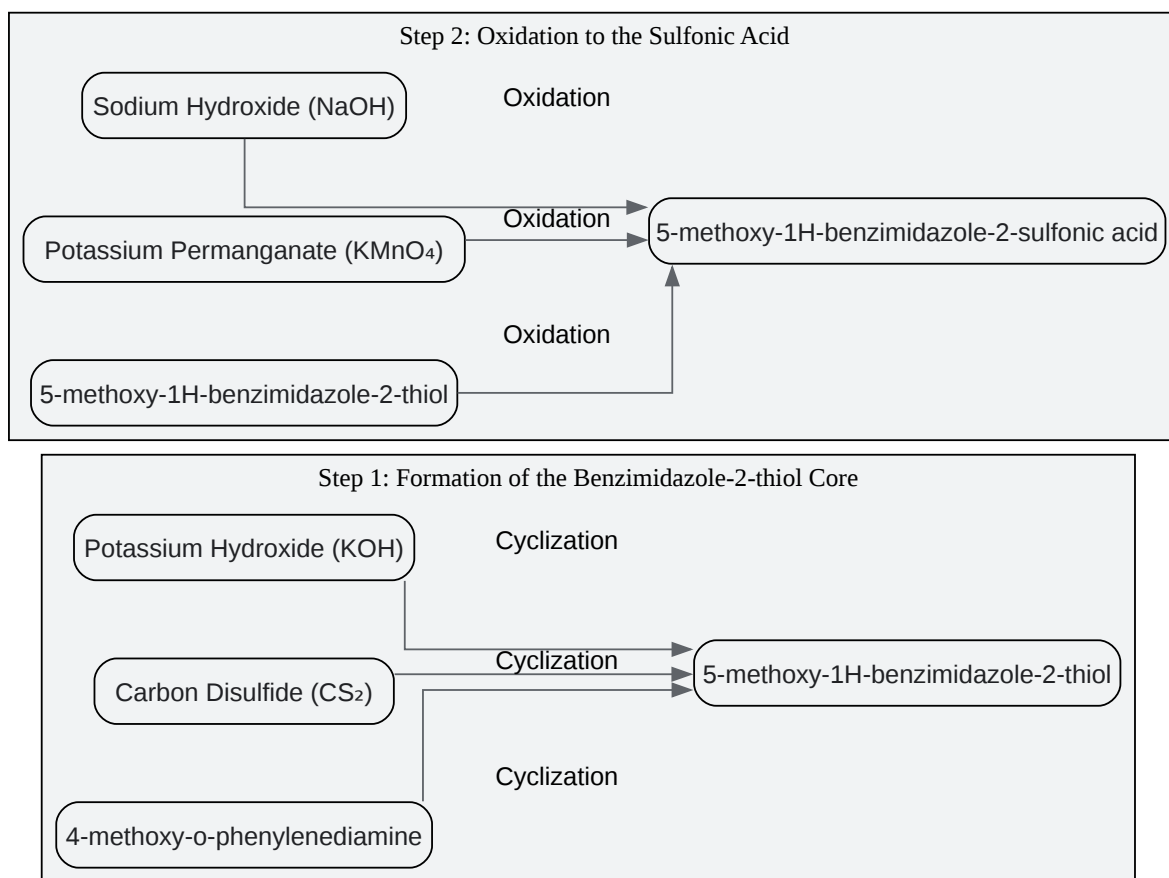 Step 2: Oxidation to the Sulfonic Acid
Sodium Hydroxide (NaOH)
Oxidation
Potassium Permanganate (KMnO₄)
Oxidation
5-methoxy-1H-benzimidazole-2-sulfonic acid
Oxidation
5-methoxy-1H-benzimidazole-2-thiol
Step 1: Formation of the Benzimidazole-2-thiol Core
Potassium Hydroxide (KOH)
Cyclization
Carbon Disulfide (CS₂)
Cyclization
5-methoxy-1H-benzimidazole-2-thiol
Cyclization
4-methoxy-o-phenylenediamine